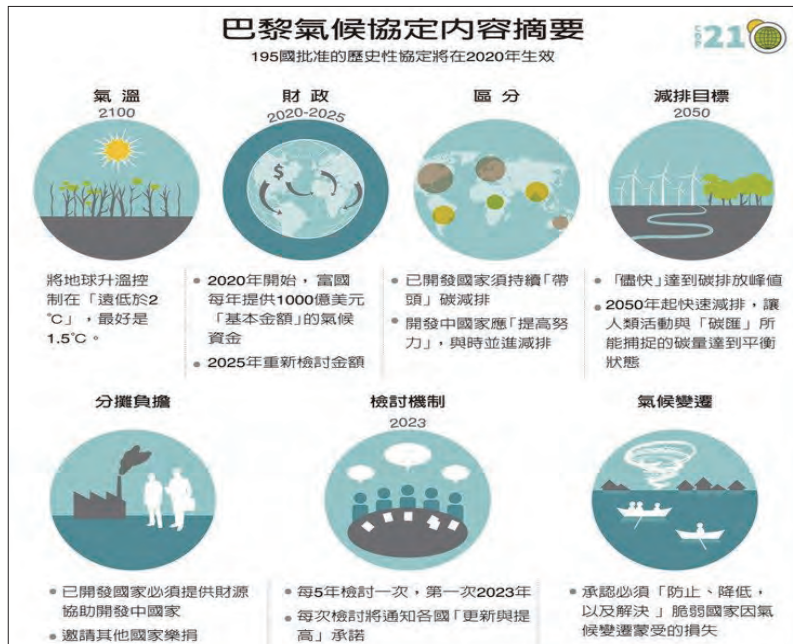 巴黎氣候協定內容摘要
195國批准的歷史性協定將在2020年生效
COP 21
氣溫
2100
將地球升溫控
制在「遠低於2
℃」，最好是
1.5℃。
財政
2020-2025
$
• 2020年開始，富國
每年提供1000億美元
「基本金額」的氣候
資金
• 2025年重新檢討金額
區分
• 已開發國家須持續「帶
頭」碳減排
• 開發中國家應「提高努
力」，與時並進減排
減排目標
2050
• 「儘快」達到碳排放峰值
• 2050年起快速減排，讓
人類活動與「碳匯」所
能捕捉的碳量達到平衡
狀態
分攤負擔
• 已開發國家必須提供財源
協助開發中國家
• 邀請其他國家樂捐
檢討機制
2023
• 每5年檢討一次，第一次2023年
• 每次檢討將通知各國「更新與提
高」承諾
氣候變遷
• 承認必須「防止、降低，
以及解決」脆弱國家因氣
候變遷蒙受的損失